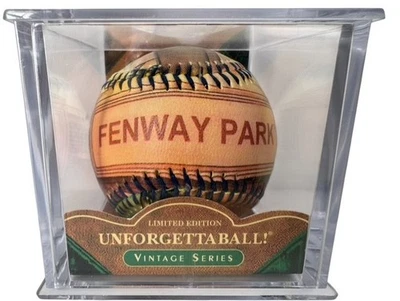 FENWAY PARK
LIMITED EDITION
UNFORGETTABALL!®
VINTAGE SERIES